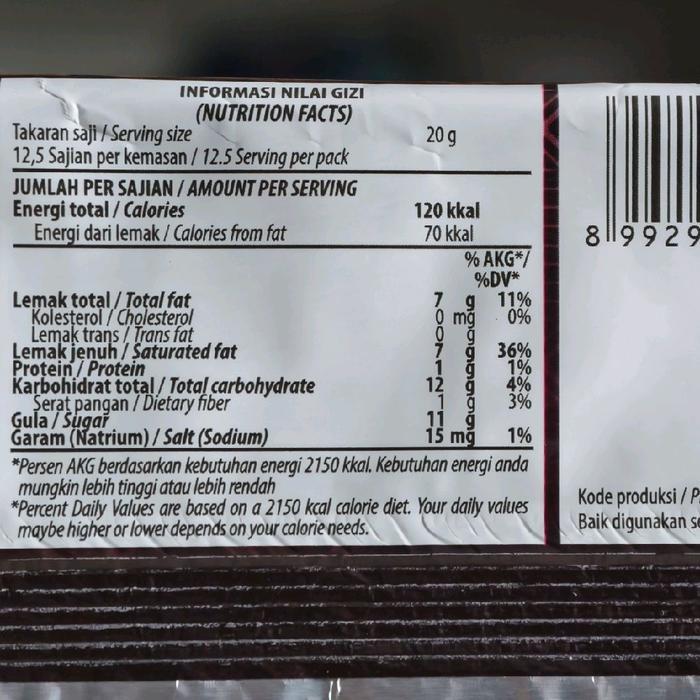 INFORMASI NILAI GIZI
(NUTRITION FACTS)
Takaran saji / Serving size 20 g
12,5 Sajian per kemasan / 12.5 Serving per pack
JUMLAH PER SAJIAN / AMOUNT PER SERVING
Energi total / Calories 120 kkal
Energi dari lemak / Calories from fat 70 kkal
% AKG*/
%DV*
Lemak total / Total fat 7 g 11%
Kolesterol / Cholesterol 0 mg 0%
Lemak trans / Trans fat 0 g
Lemak jenuh / Saturated fat 7 g 36%
Protein / Protein 1 g 1%
Karbohidrat total / Total carbohydrate 12 g 4%
Serat pangan / Dietary fiber 1 g 3%
Gula / Sugar 11 g
Garam (Natrium) / Salt (Sodium) 15 mg 1%
*Persen AKG berdasarkan kebutuhan energi 2150 kkal. Kebutuhan energi anda
mungkin lebih tinggi atau lebih rendah
*Percent Daily Values are based on a 2150 kcal calorie diet. Your daily values
maybe higher or lower depends on your calorie needs.
8 9929
Kode produksi / P
Baik digunakan se